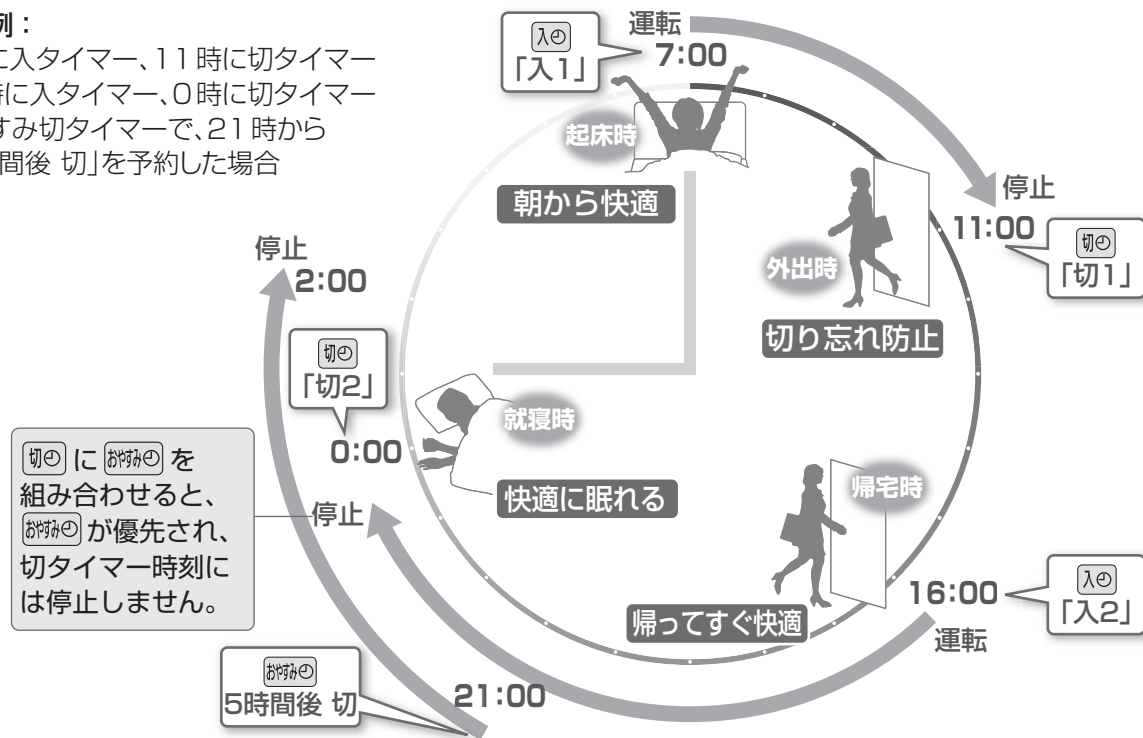 例：
に入タイマー、11時に切タイマー
時に入タイマー、0時に切タイマー
すみ切タイマーで、21時から
間後 切」を予約した場合
入
「入1」
運転
7:00
起床時
朝から快適
停止
11:00
切
「切1」
外出時
切り忘れ防止
停止
2:00
切
「切2」
0:00
就寝時
快適に眠れる
切 に おやすみ を
組み合わせると、
おやすみ が優先され、
切タイマー時刻に
は停止しません。
停止
帰宅時
帰ってすぐ快適
16:00
運転
入
「入2」
おやすみ
5時間後 切
21:00